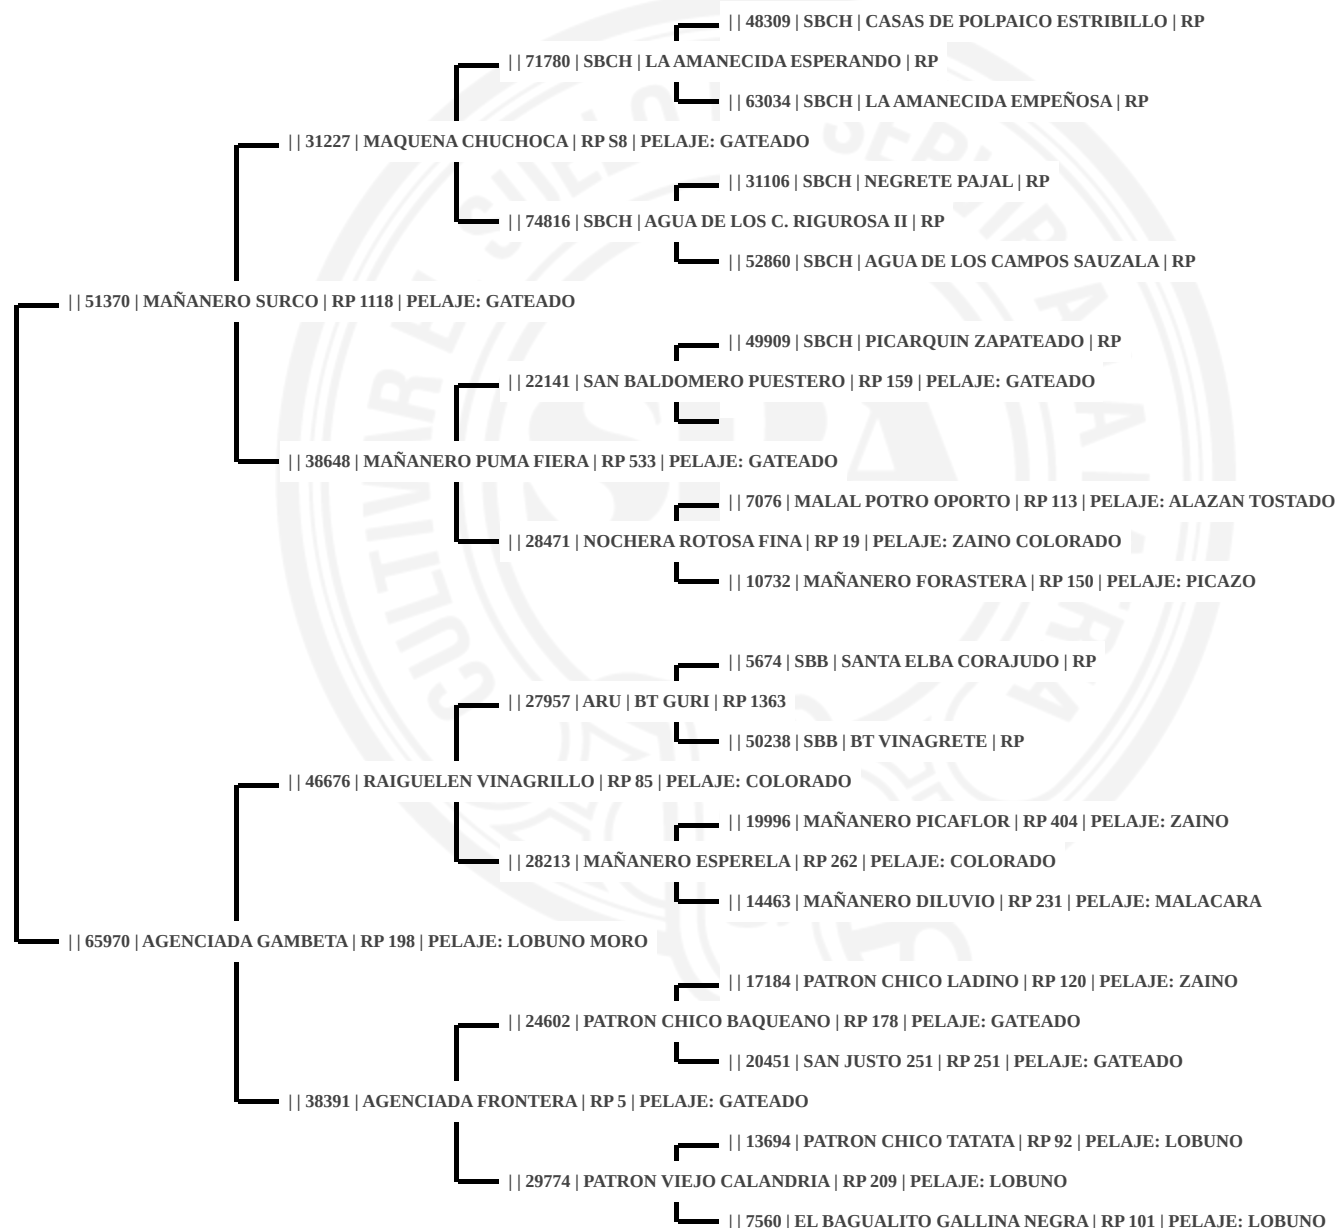 || 48309 | SBCH | CASAS DE POLPAICO ESTRIBILLO | RP
|| 71780 | SBCH | LA AMANECIDA ESPERANDO | RP
|| 63034 | SBCH | LA AMANECIDA EMPEÑOSA | RP
|| 31227 | MAQUENA CHUCHOCA | RP S8 | PELAJE: GATEADO
|| 31106 | SBCH | NEGRETE PAJAL | RP
|| 74816 | SBCH | AGUA DE LOS C. RIGUROSA II | RP
|| 52860 | SBCH | AGUA DE LOS CAMPOS SAUZALA | RP
|| 51370 | MAÑANERO SURCO | RP 1118 | PELAJE: GATEADO
|| 49909 | SBCH | PICARQUIN ZAPATEADO | RP
|| 22141 | SAN BALDOMERO PUESTERO | RP 159 | PELAJE: GATEADO
|| 38648 | MAÑANERO PUMA FIERA | RP 533 | PELAJE: GATEADO
|| 7076 | MALAL POTRO OPORTO | RP 113 | PELAJE: ALAZAN TOSTADO
|| 28471 | NOCHERA ROTOSA FINA | RP 19 | PELAJE: ZAINO COLORADO
|| 10732 | MAÑANERO FORASTERA | RP 150 | PELAJE: PICAZO
|| 5674 | SBB | SANTA ELBA CORAJUDO | RP
|| 27957 | ARU | BT GURI | RP 1363
|| 50238 | SBB | BT VINAGRETE | RP
|| 46676 | RAIGUELEN VINAGRILLO | RP 85 | PELAJE: COLORADO
|| 19996 | MAÑANERO PICAFLOR | RP 404 | PELAJE: ZAINO
|| 28213 | MAÑANERO ESPERELA | RP 262 | PELAJE: COLORADO
|| 14463 | MAÑANERO DILUVIO | RP 231 | PELAJE: MALACARA
|| 65970 | AGENCIADA GAMBETA | RP 198 | PELAJE: LOBUNO MORO
|| 17184 | PATRON CHICO LADINO | RP 120 | PELAJE: ZAINO
|| 24602 | PATRON CHICO BAQUEANO | RP 178 | PELAJE: GATEADO
|| 20451 | SAN JUSTO 251 | RP 251 | PELAJE: GATEADO
|| 38391 | AGENCIADA FRONTERA | RP 5 | PELAJE: GATEADO
|| 13694 | PATRON CHICO TATATA | RP 92 | PELAJE: LOBUNO
|| 29774 | PATRON VIEJO CALANDRIA | RP 209 | PELAJE: LOBUNO
|| 7560 | EL BAGUALITO GALLINA NEGRA | RP 101 | PELAJE: LOBUNO